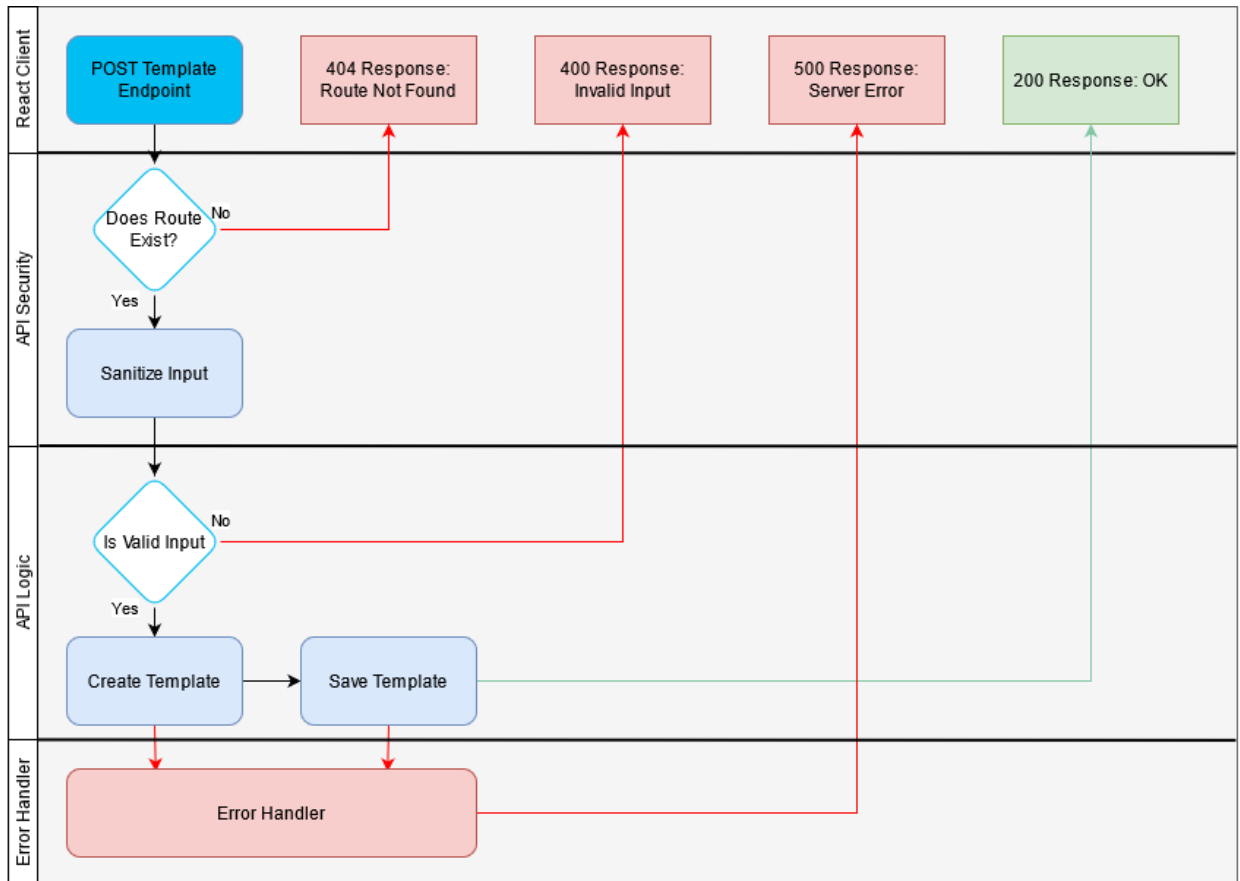 React Client
POST Template
Endpoint
404 Response:
Route Not Found
400 Response:
Invalid Input
500 Response:
Server Error
200 Response: OK
API Security
Does Route
Exist?
No
Yes
Sanitize Input
API Logic
Is Valid Input
No
Yes
Create Template
Save Template
Error Handler
Error Handler